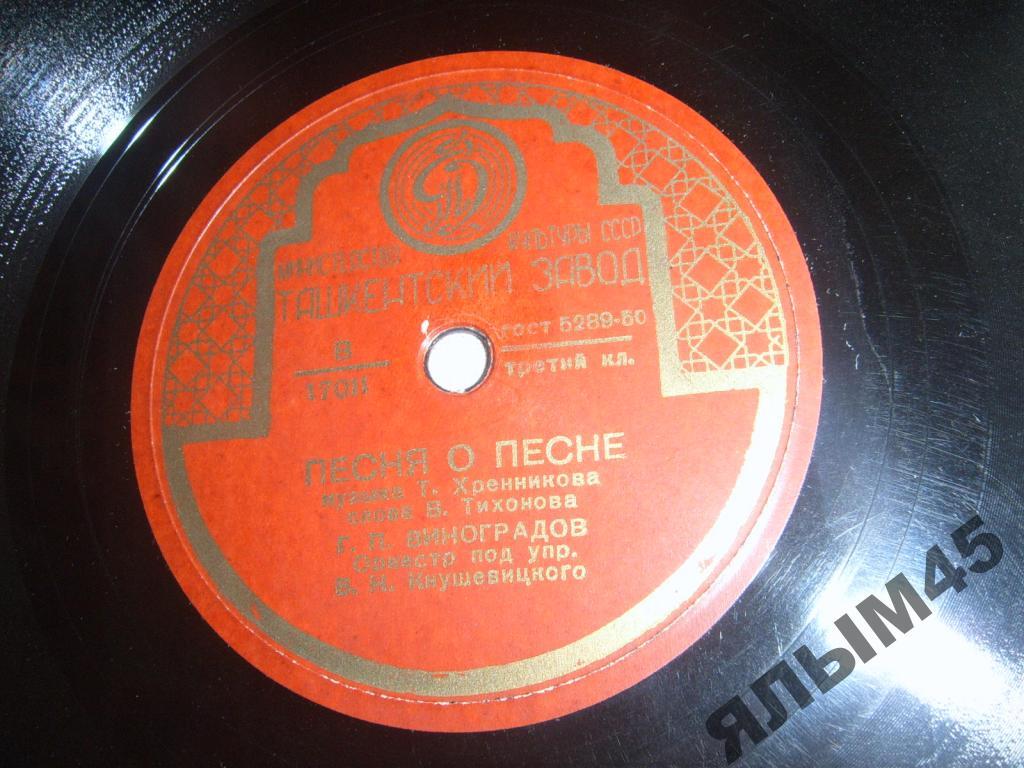 МИНИСТЕРСТВО КУЛЬТУРЫ СССР
ТАШКЕНТСКИЙ ЗАВОД
В
17011
ГОСТ 5289-50
третий кл.
ПЕСНЯ О ПЕСНЕ
музыка Т. Хренникова
слова В. Тихонова
Г. П. ВИНОГРАДОВ
Оркестр под упр.
В. Н. Кнушевицкого
ЯЛЫМ45